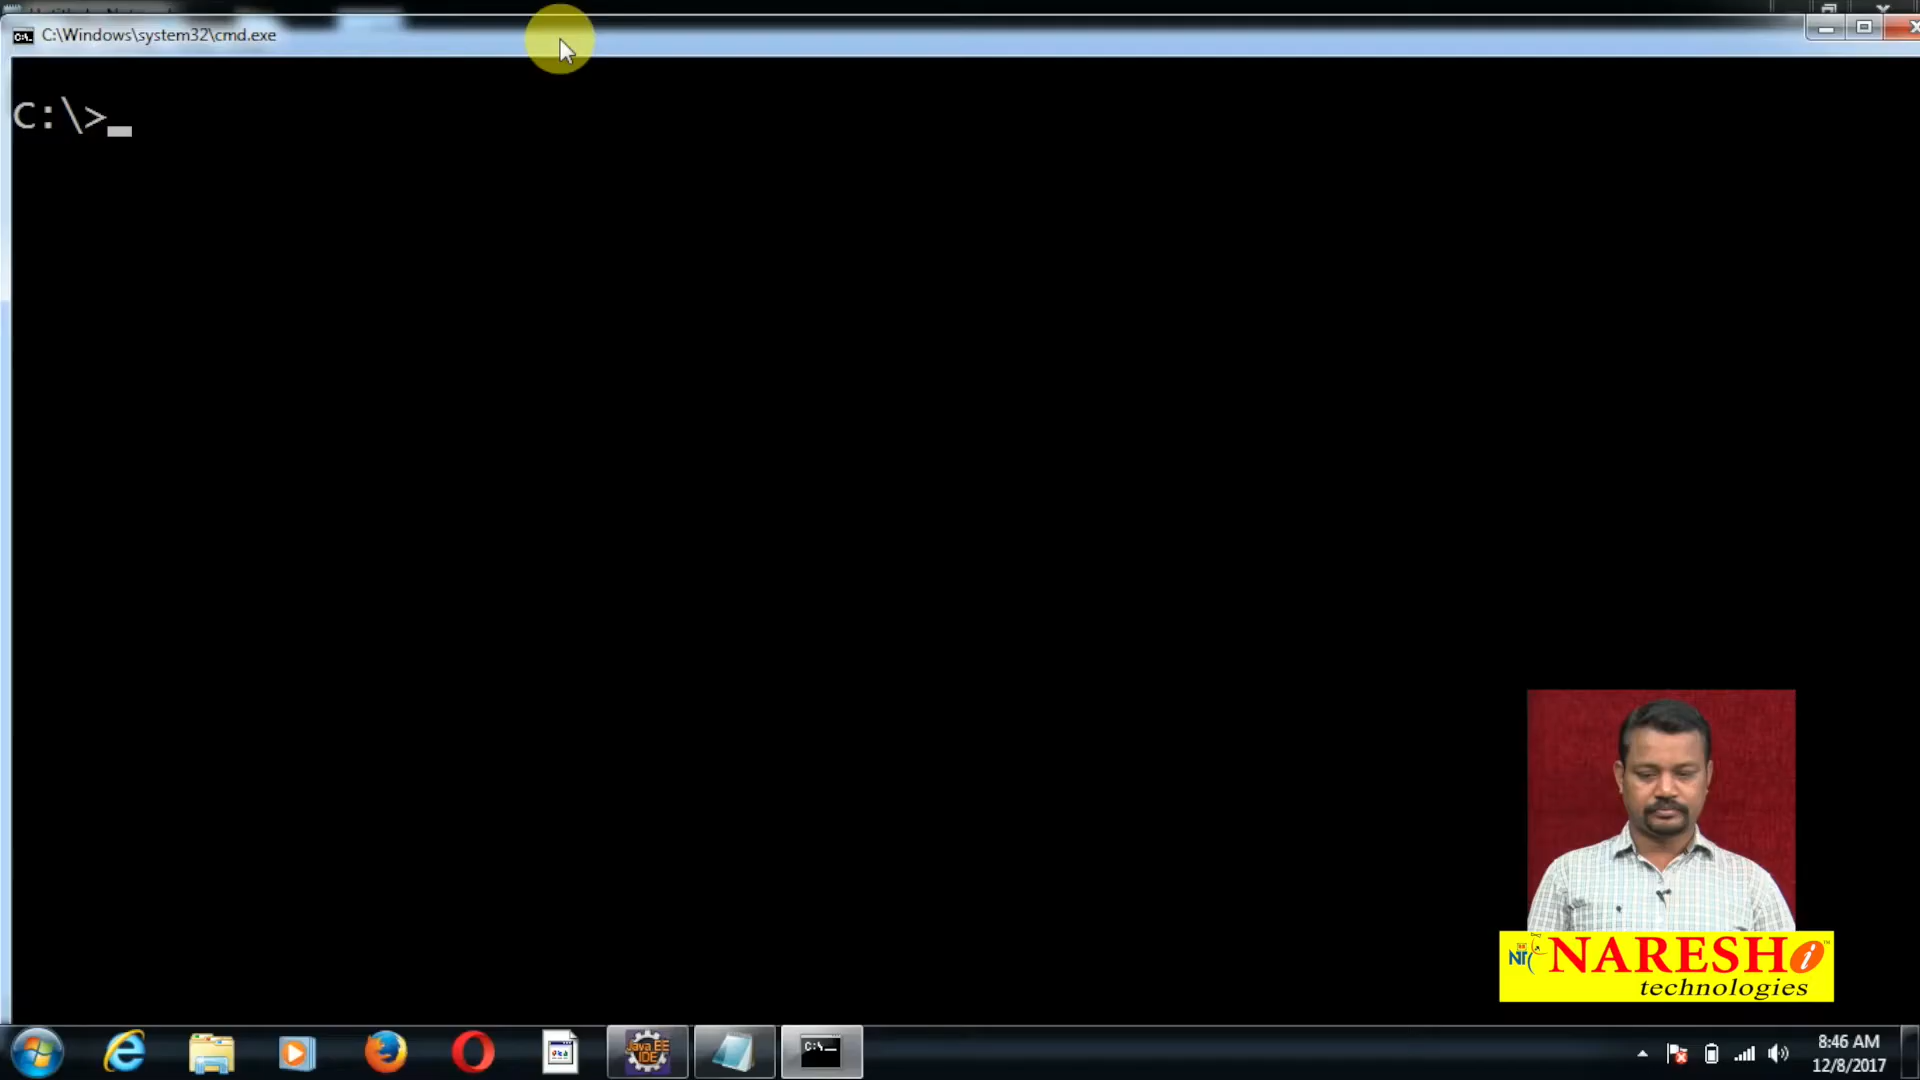 C:\Windows\system32\cmd.exe
C:\>
NARESH i
technologies
Java EE
IDE
C:\_
8:46 AM
12/8/2017